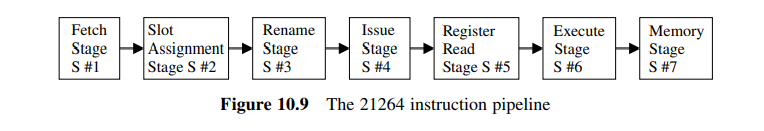 Fetch
Stage
S #1
Slot
Assignment
Stage S #2
Rename
Stage
S #3
Issue
Stage
S #4
Register
Read
Stage S #5
Execute
Stage
S #6
Memory
Stage
S #7
Figure 10.9 The 21264 instruction pipeline